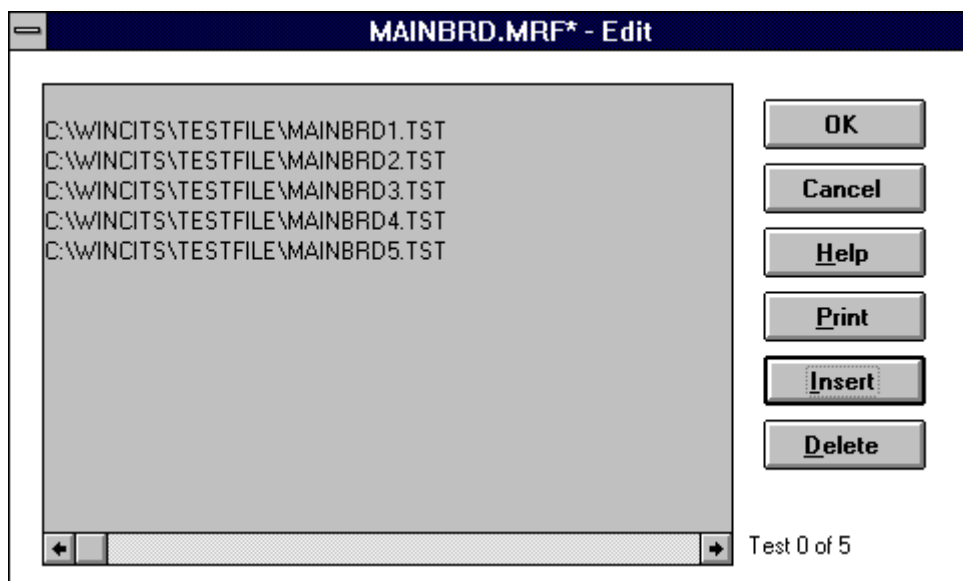 MAINBRD.MRF* - Edit
C:\WINCITS\TESTFILE\MAINBRD1.TST
C:\WINCITS\TESTFILE\MAINBRD2.TST
C:\WINCITS\TESTFILE\MAINBRD3.TST
C:\WINCITS\TESTFILE\MAINBRD4.TST
C:\WINCITS\TESTFILE\MAINBRD5.TST
OK
Cancel
Help
Print
Insert
Delete
Test 0 of 5